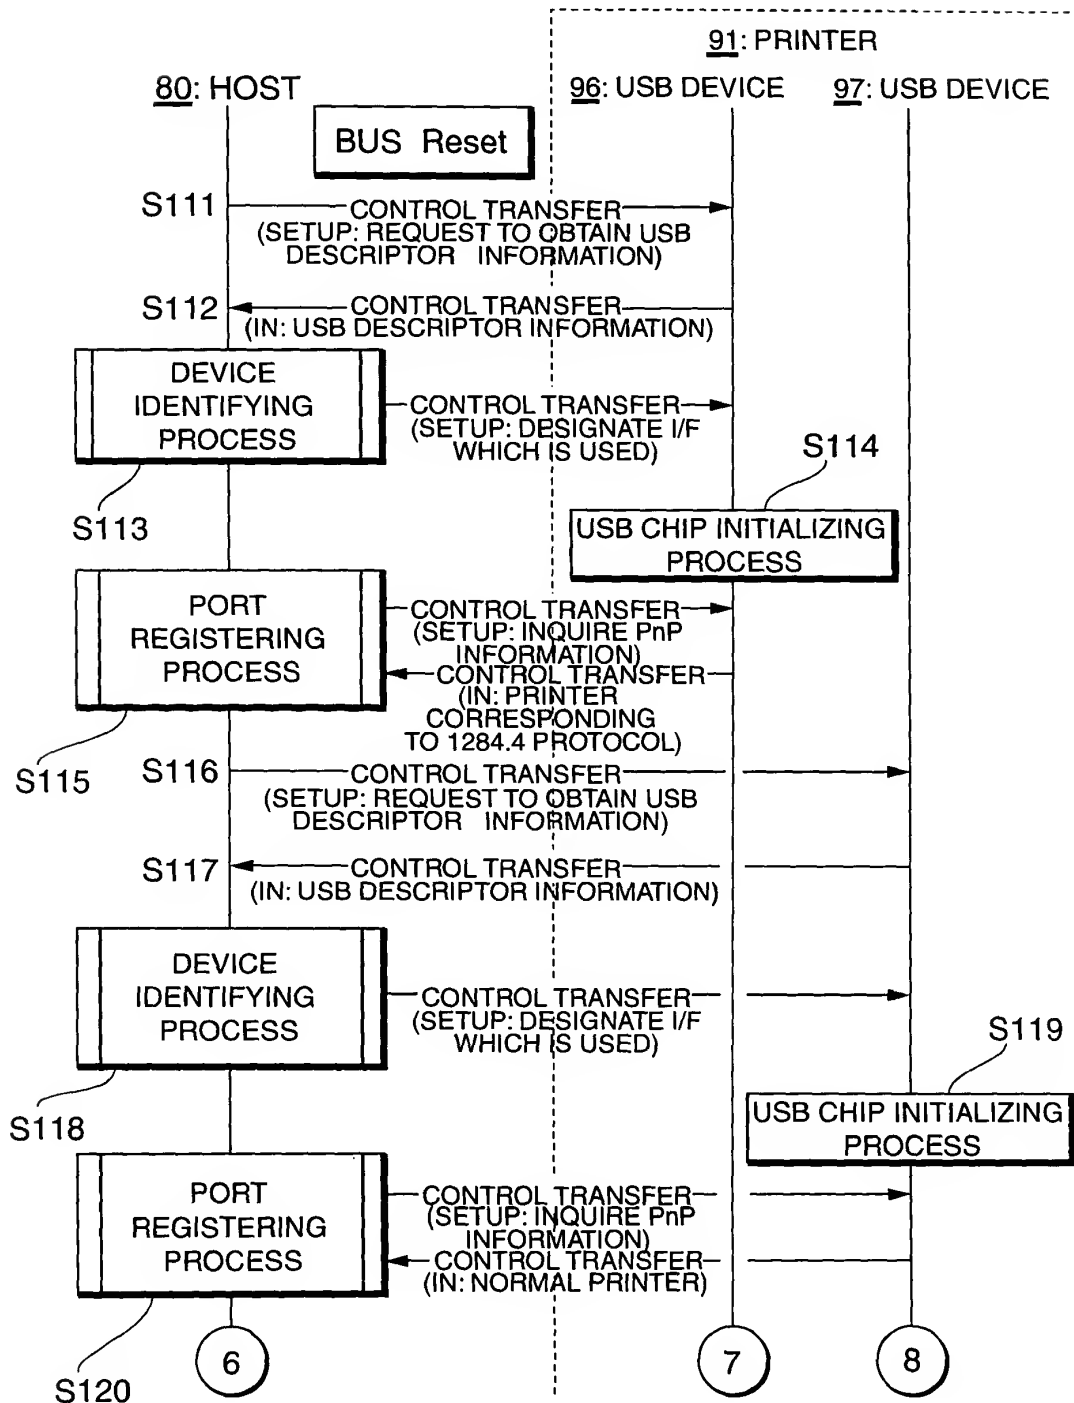 91: PRINTER
80: HOST
96: USB DEVICE
97: USB DEVICE
BUS Reset
S111
CONTROL TRANSFER
(SETUP: REQUEST TO OBTAIN USB
DESCRIPTOR INFORMATION)
S112
CONTROL TRANSFER
(IN: USB DESCRIPTOR INFORMATION)
DEVICE
IDENTIFYING
PROCESS
CONTROL TRANSFER
(SETUP: DESIGNATE I/F
WHICH IS USED)
S113
S114
USB CHIP INITIALIZING
PROCESS
PORT
REGISTERING
PROCESS
CONTROL TRANSFER
(SETUP: INQUIRE PnP
INFORMATION)
CONTROL TRANSFER
(IN: PRINTER
CORRESPONDING
TO 1284.4 PROTOCOL)
S115
S116
CONTROL TRANSFER
(SETUP: REQUEST TO OBTAIN USB
DESCRIPTOR INFORMATION)
S117
CONTROL TRANSFER
(IN: USB DESCRIPTOR INFORMATION)
DEVICE
IDENTIFYING
PROCESS
CONTROL TRANSFER
(SETUP: DESIGNATE I/F
WHICH IS USED)
S118
S119
USB CHIP INITIALIZING
PROCESS
PORT
REGISTERING
PROCESS
CONTROL TRANSFER
(SETUP: INQUIRE PnP
INFORMATION)
CONTROL TRANSFER
(IN: NORMAL PRINTER)
S120
6
7
8